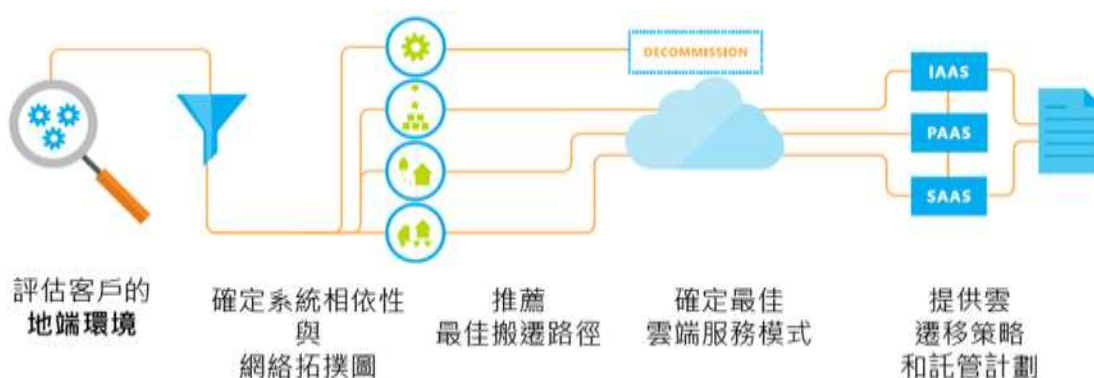 DECOMMISSION
IAAS
PAAS
SAAS
評估客戶的
地端環境
確定系統相依性
與
網絡拓撲圖
推薦
最佳搬遷路徑
確定最佳
雲端服務模式
提供雲
遷移策略
和託管計劃